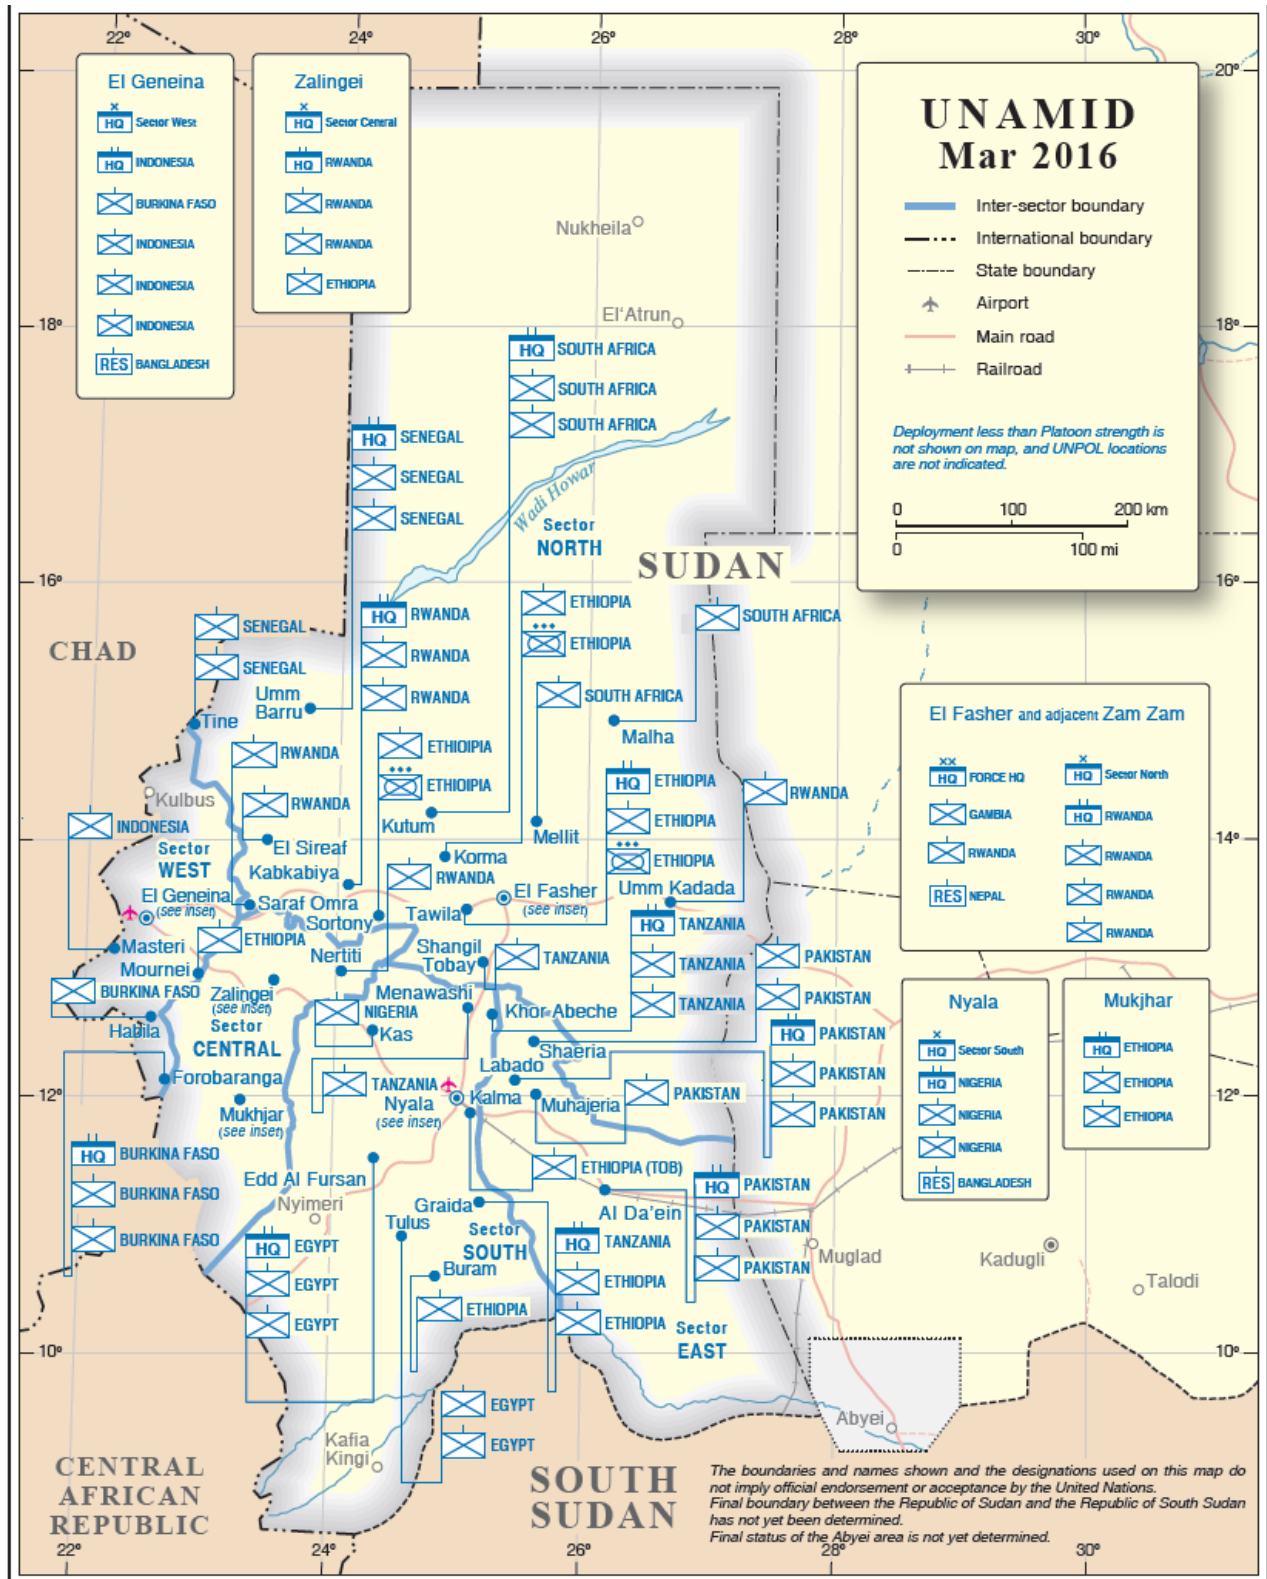 22°
24°
26°
28°
30°
20°
18°
16°
14°
12°
10°
18°
16°
14°
12°
10°
22°
24°
26°
28°
30°
El Geneina
×
HQ Sector West
HQ INDONESIA
BURKINA FASO
INDONESIA
INDONESIA
INDONESIA
RES BANGLADESH
Zalingei
×
HQ Sector Central
HQ RWANDA
RWANDA
RWANDA
ETHIOPIA
UNAMID
Mar 2016
Inter-sector boundary
International boundary
State boundary
Airport
Main road
Railroad
Deployment less than Platoon strength is
not shown on map, and UNPOL locations
are not indicated.
0 100 200 km
0 100 mi
Nukheila
El'Atrun
HQ SOUTH AFRICA
SOUTH AFRICA
SOUTH AFRICA
HQ SENEGAL
SENEGAL
SENEGAL
Wadi Howar
Sector
NORTH
SUDAN
CHAD
SENEGAL
SENEGAL
HQ RWANDA
RWANDA
RWANDA
ETHIOPIA
ETHIOPIA
SOUTH AFRICA
SOUTH AFRICA
Umm
Barru
Tine
Malha
RWANDA
ETHIOIPIA
ETHIOIPIA
Kulbus
RWANDA
Kutum
Mellit
HQ ETHIOPIA
ETHIOPIA
ETHIOPIA
RWANDA
INDONESIA
Sector
WEST
El Sireaf
Kabkabiya
Korma
RWANDA
El Fasher
(see inset)
Umm Kadada
El Geneina
(see inset)
Saraf Omra
Sortony
Tawila
HQ TANZANIA
TANZANIA
TANZANIA
Masteri
ETHIOPIA
Mournei
Nertiti
Shangil
Tobay
TANZANIA
PAKISTAN
PAKISTAN
BURKINA FASO
Zalingei
(see inset)
Menawashi
NIGERIA
Khor Abeche
Habila
Sector
CENTRAL
Kas
Shaeria
HQ PAKISTAN
PAKISTAN
PAKISTAN
Labado
Forobaranga
TANZANIA
Nyala
(see inset)
Kalma
Muhajeria
PAKISTAN
Mukhjar
(see inset)
HQ BURKINA FASO
BURKINA FASO
BURKINA FASO
Edd Al Fursan
ETHIOPIA (TOB)
HQ PAKISTAN
PAKISTAN
PAKISTAN
Nyimeri
Graida
Tulus
Al Da'ein
Sector
SOUTH
HQ TANZANIA
ETHIOPIA
ETHIOPIA
HQ EGYPT
EGYPT
EGYPT
Buram
ETHIOPIA
Sector
EAST
EGYPT
EGYPT
Muglad
Kadugli
Talodi
Abyei
Kafia
Kingi
El Fasher and adjacent Zam Zam
××
HQ FORCE HQ
GAMBIA
RWANDA
RES NEPAL
×
HQ Sector North
HQ RWANDA
RWANDA
RWANDA
RWANDA
Nyala
×
HQ Sector South
HQ NIGERIA
NIGERIA
NIGERIA
RES BANGLADESH
Mukjhar
HQ ETHIOPIA
ETHIOPIA
ETHIOPIA
CENTRAL
AFRICAN
REPUBLIC
SOUTH
SUDAN
The boundaries and names shown and the designations used on this map do
not imply official endorsement or acceptance by the United Nations.
Final boundary between the Republic of Sudan and the Republic of South Sudan
has not yet been determined.
Final status of the Abyei area is not yet determined.